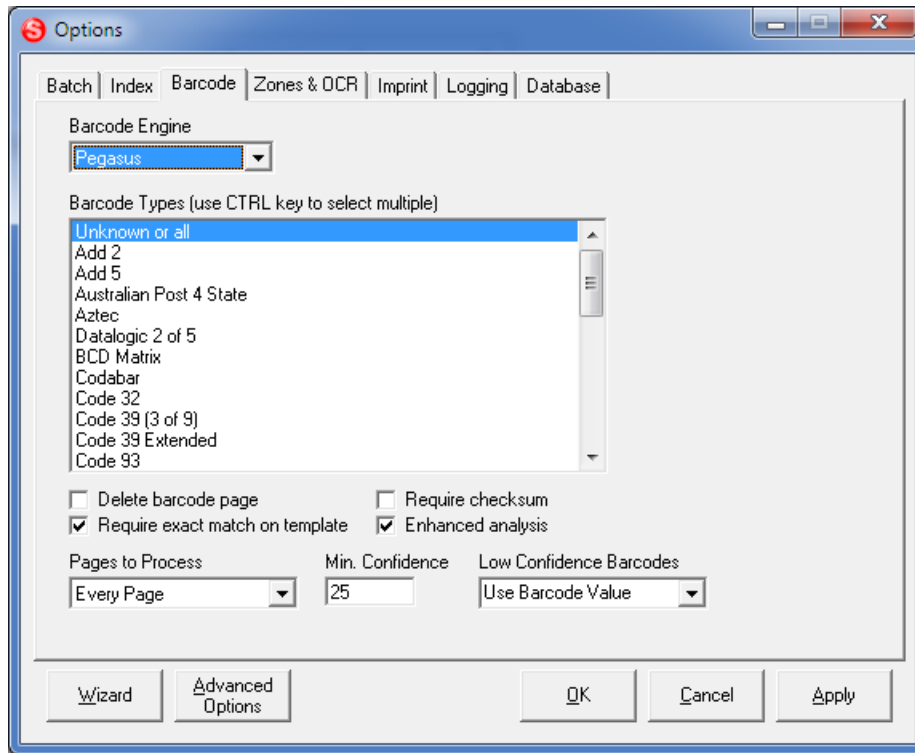 Options
Batch Index Barcode Zones & OCR Imprint Logging Database
Barcode Engine
Pegasus
Barcode Types (use CTRL key to select multiple)
Unknown or all
Add 2
Add 5
Australian Post 4 State
Aztec
Datalogic 2 of 5
BCD Matrix
Codabar
Code 32
Code 39 (3 of 9)
Code 39 Extended
Code 93
Delete barcode page Require checksum
Require exact match on template Enhanced analysis
Pages to Process Min. Confidence Low Confidence Barcodes
Every Page 25 Use Barcode Value
Wizard Advanced Options OK Cancel Apply